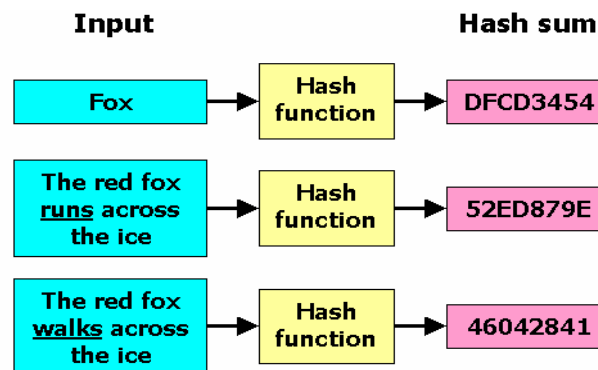 Input
Hash sum
Fox
Hash
function
DFCD3454
The red fox
runs across
the ice
Hash
function
52ED879E
The red fox
walks across
the ice
Hash
function
46042841